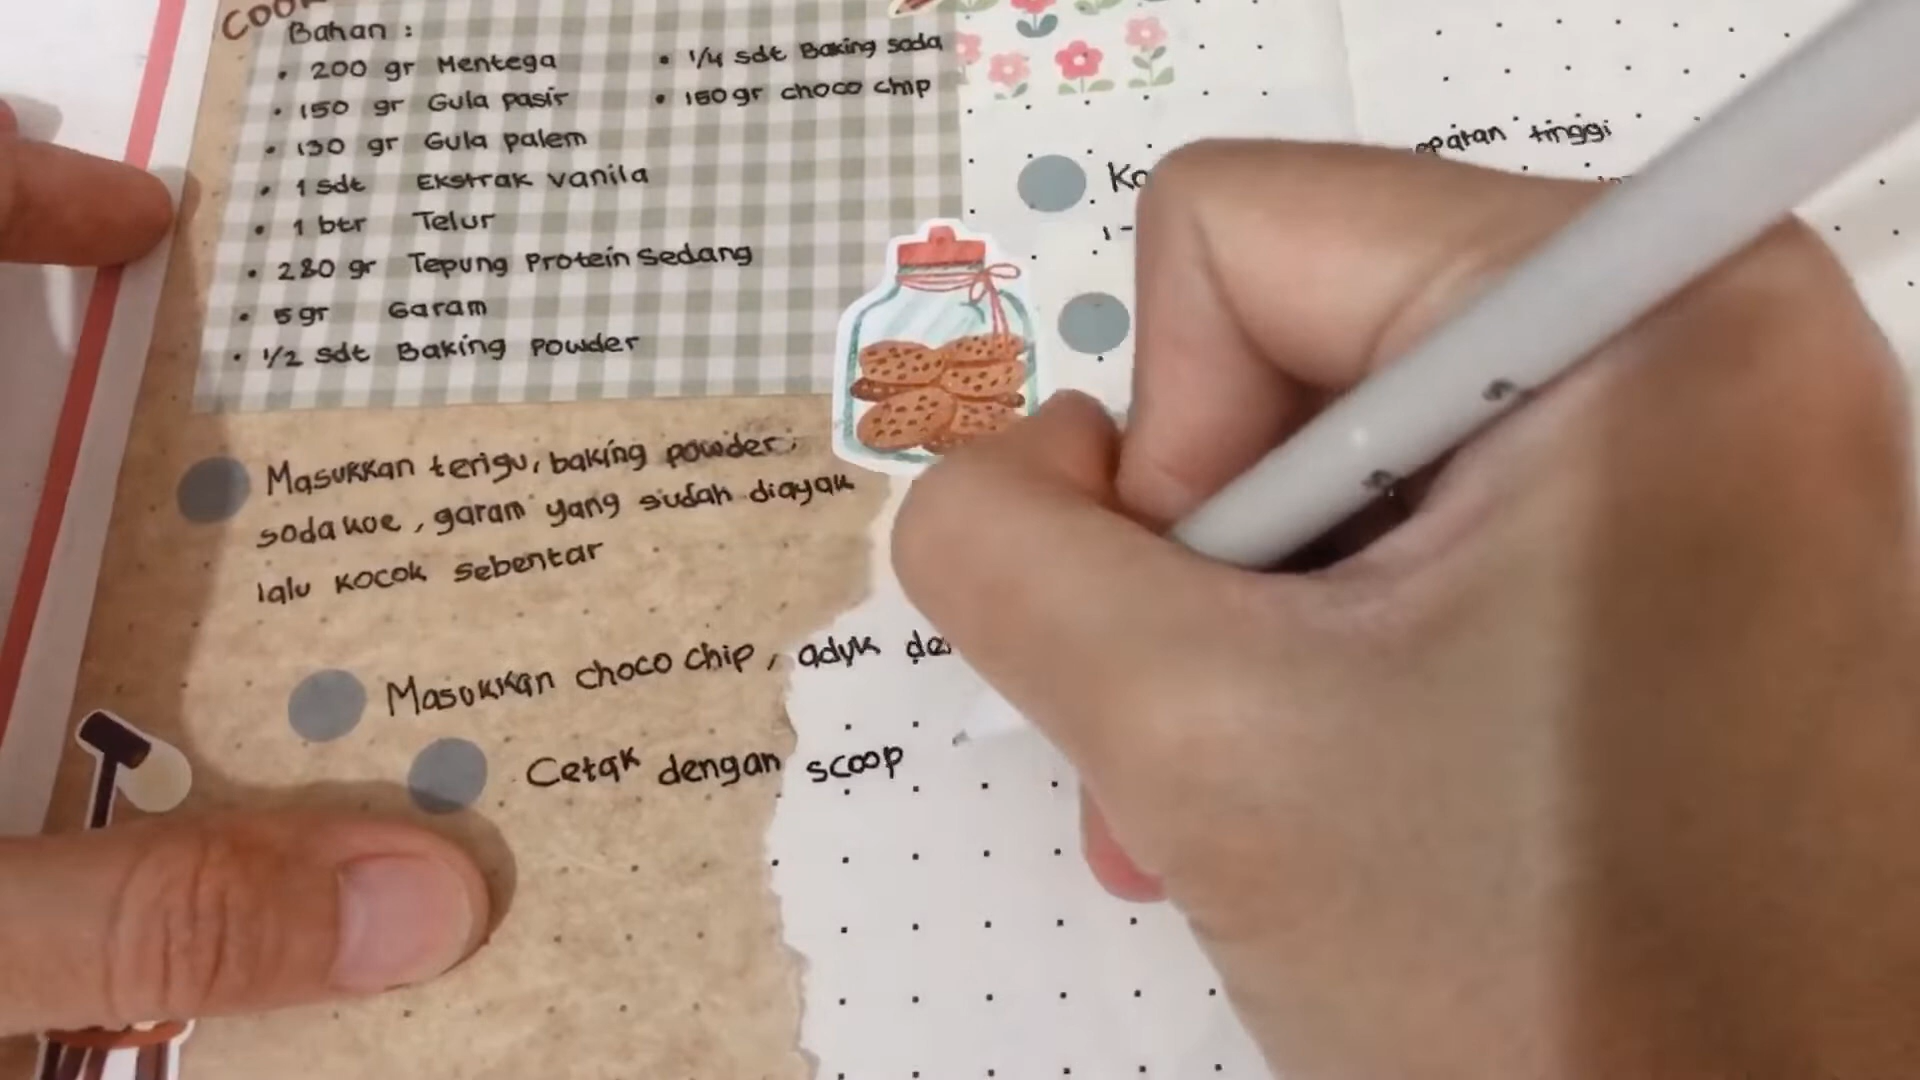 Bahan :
• 200 gr Mentega
• 150 gr Gula pasir
• 130 gr Gula palem
• 1 sdt Ekstrak vanila
• 1 btr Telur
• 280 gr Tepung Protein sedang
• 5 gr Garam
• 1/2 sdt Baking powder
• 1/4 sdt Baking soda
• 150 gr choco chip
tinggi
Masukkan terigu, baking powder,
soda kue, garam yang sudah diayak
lalu kocok sebentar
Masukkan choco chip, aduk
Cetak dengan scoop